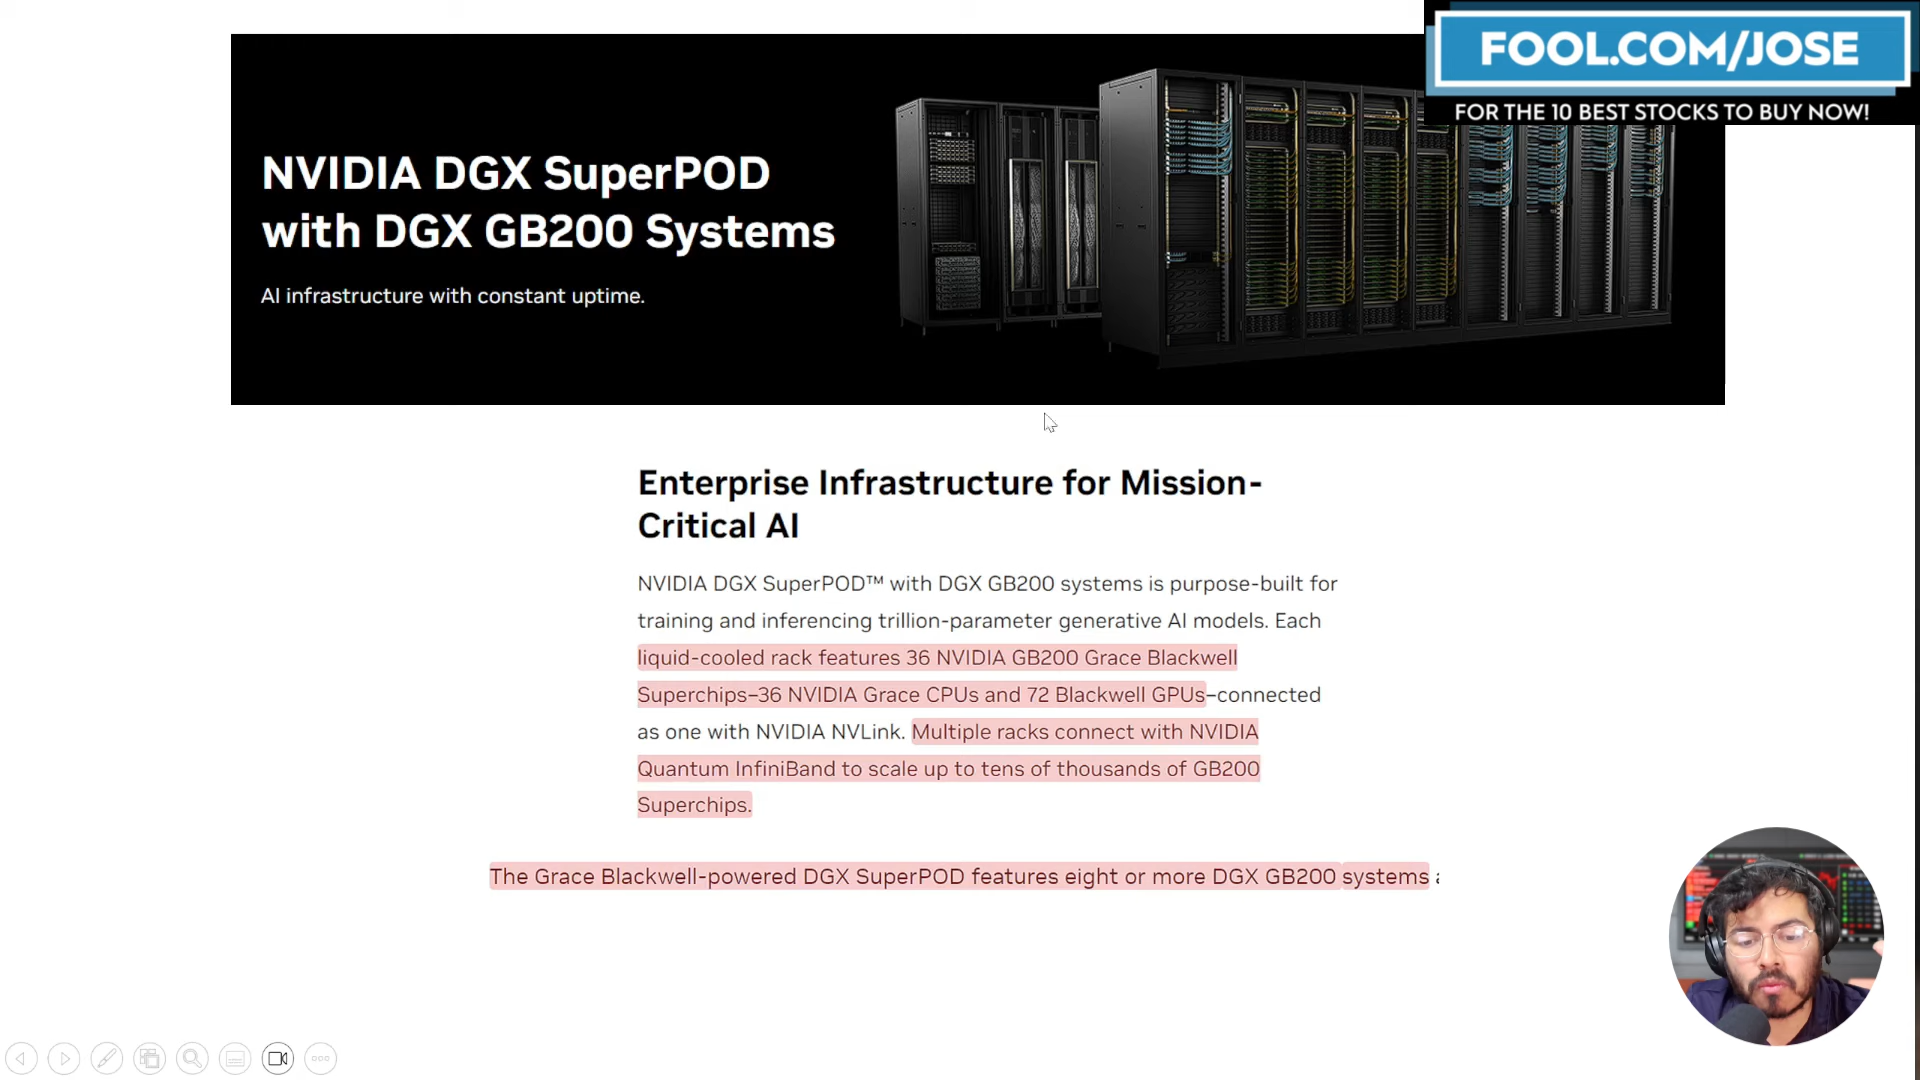 FOOL.COM/JOSE
FOR THE 10 BEST STOCKS TO BUY NOW!
NVIDIA DGX SuperPOD
with DGX GB200 Systems
AI infrastructure with constant uptime.
Enterprise Infrastructure for Mission-
Critical AI
NVIDIA DGX SuperPOD™ with DGX GB200 systems is purpose-built for
training and inferencing trillion-parameter generative AI models. Each
liquid-cooled rack features 36 NVIDIA GB200 Grace Blackwell
Superchips–36 NVIDIA Grace CPUs and 72 Blackwell GPUs–connected
as one with NVIDIA NVLink. Multiple racks connect with NVIDIA
Quantum InfiniBand to scale up to tens of thousands of GB200
Superchips.
The Grace Blackwell-powered DGX SuperPOD features eight or more DGX GB200 systems